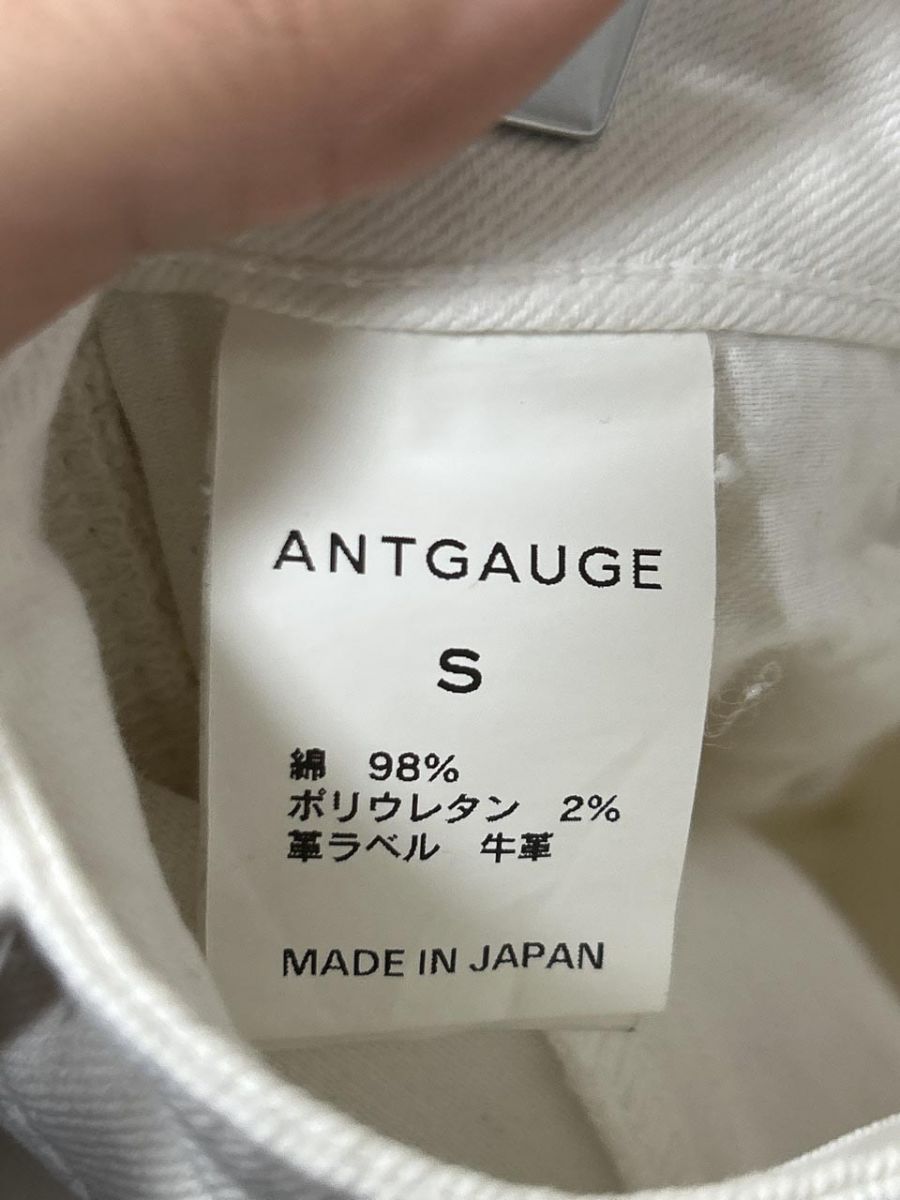 ANTGAUGE
S
綿 98%
ポリウレタン 2%
革ラベル 牛革
MADE IN JAPAN